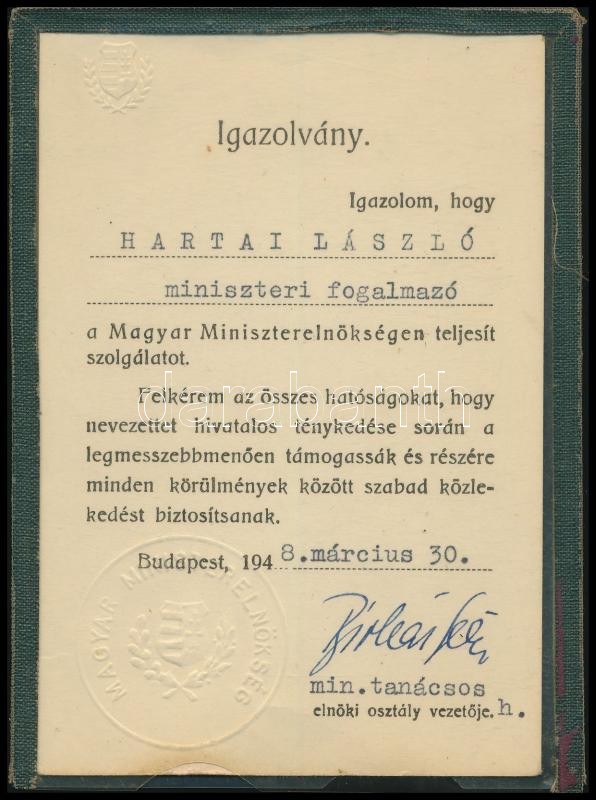 Igazolvány.
Igazolom, hogy
HARTAI LÁSZLÓ
miniszteri fogalmazó
a Magyar Miniszterelnökségen teljesít
szolgálatot.
Felkérem az összes hatóságokat, hogy
nevezettet hivatalos ténykedése során a
legmesszebbmenően támogassák és részére
minden körülmények között szabad közle-
kedést biztosítsanak.
darabanth
Budapest, 1948.március 30.
MAGYAR MINISZTERELNÖKSÉG
min.tanácsos
elnöki osztály vezetője.h.